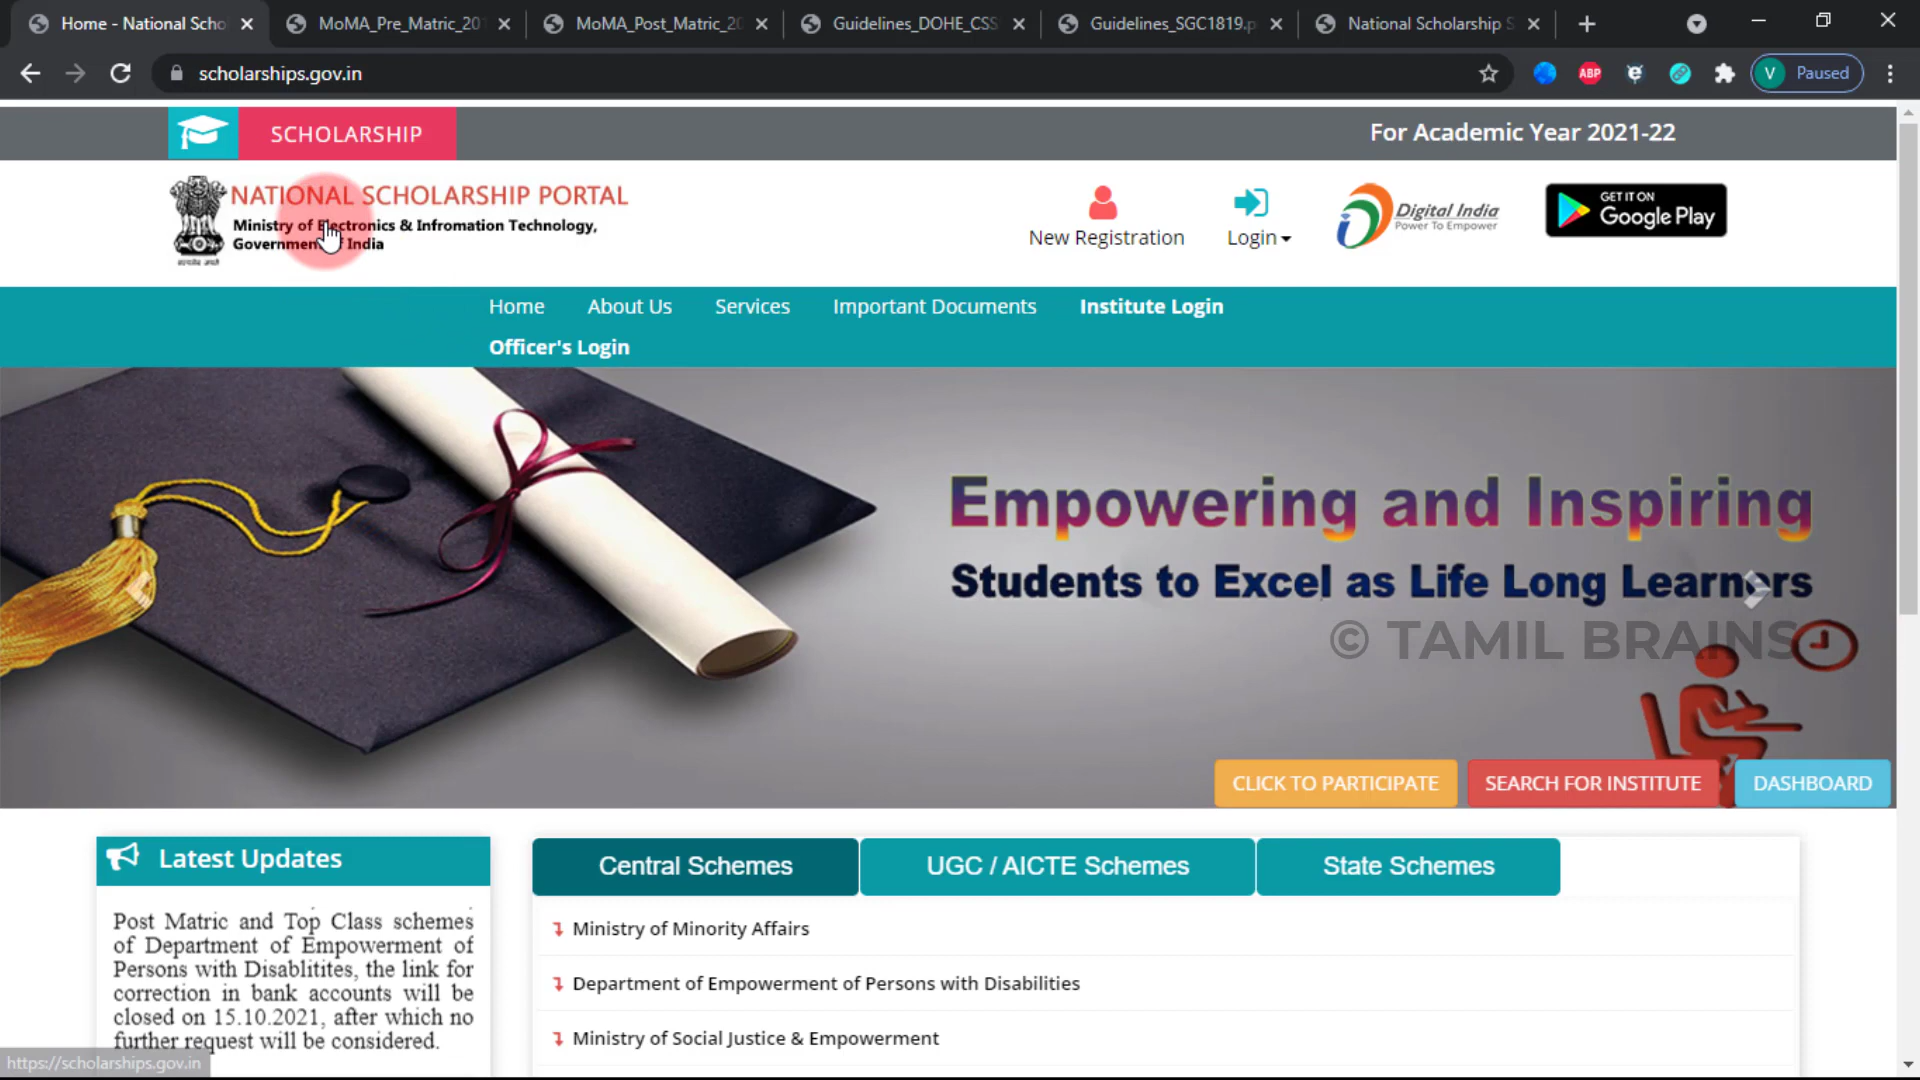 Home - National Scho
MoMA_Pre_Matric_201
MoMA_Post_Matric_20
Guidelines_DOHE_CSS
Guidelines_SGC1819.p
National Scholarship S
scholarships.gov.in
ABP
V
Paused
SCHOLARSHIP
For Academic Year 2021-22
NATIONAL SCHOLARSHIP PORTAL
Ministry of Electronics & Infromation Technology,
Government of India
सत्यमेव जयते
New Registration
Login
Digital India
Power To Empower
GET IT ON
Google Play
Home
About Us
Services
Important Documents
Institute Login
Officer's Login
Empowering and Inspiring
Students to Excel as Life Long Learners
© TAMIL BRAINS
CLICK TO PARTICIPATE
SEARCH FOR INSTITUTE
DASHBOARD
Latest Updates
Post Matric and Top Class schemes
of Department of Empowerment of
Persons with Disablitites, the link for
correction in bank accounts will be
closed on 15.10.2021, after which no
further request will be considered.
Central Schemes
UGC / AICTE Schemes
State Schemes
Ministry of Minority Affairs
Department of Empowerment of Persons with Disabilities
Ministry of Social Justice & Empowerment
https://scholarships.gov.in